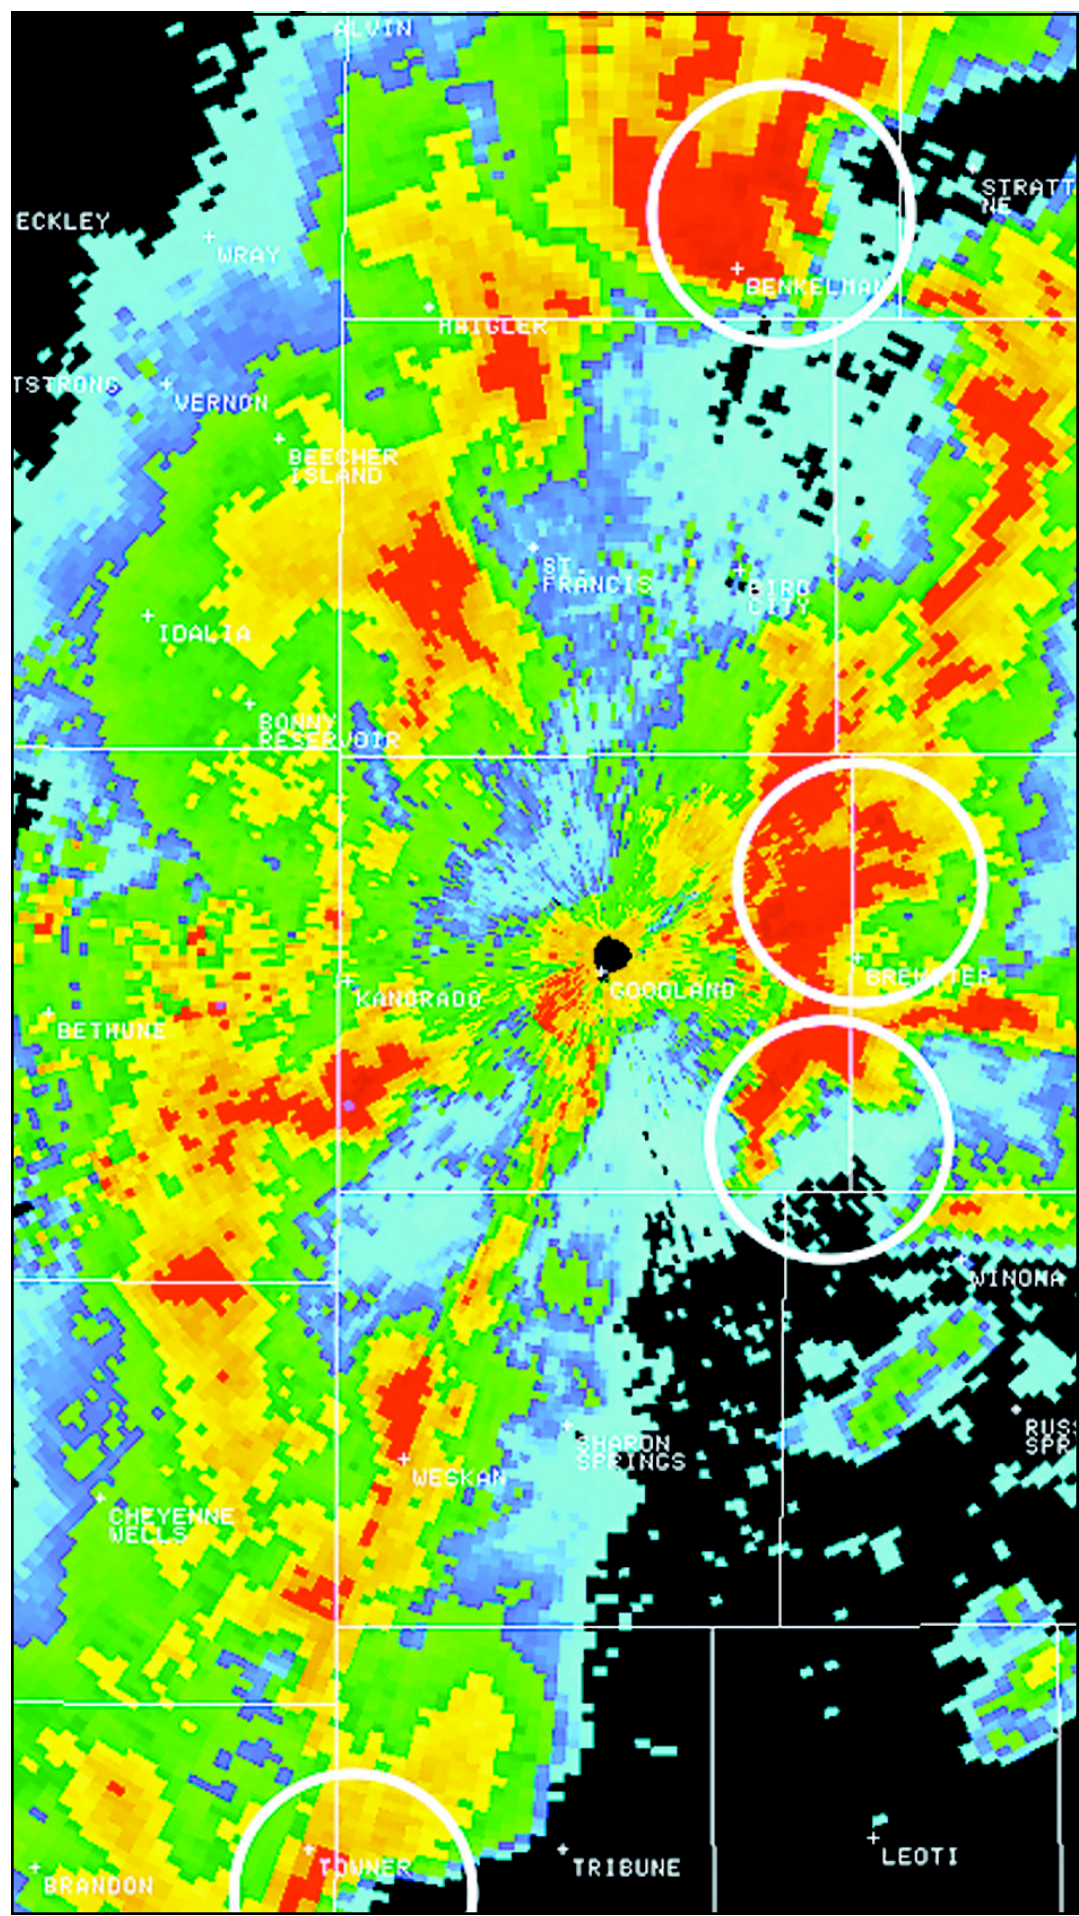 ALVIN
STRATT
NE
ECKLEY
WRAY
BENKELMAN
HAIGLER
TSTRONG
VERNON
BEECHER
ISLAND
ST.
FRANCIS
BIRD
CITY
IDALIA
BONNY
RESERVOIR
BREWSTER
GOODLAND
KANORADO
BETHUNE
WINONA
RUS
SPR
SHARON
SPRINGS
WESKAN
CHEYENNE
WELLS
LEOTI
TOWNER
TRIBUNE
BRANDON